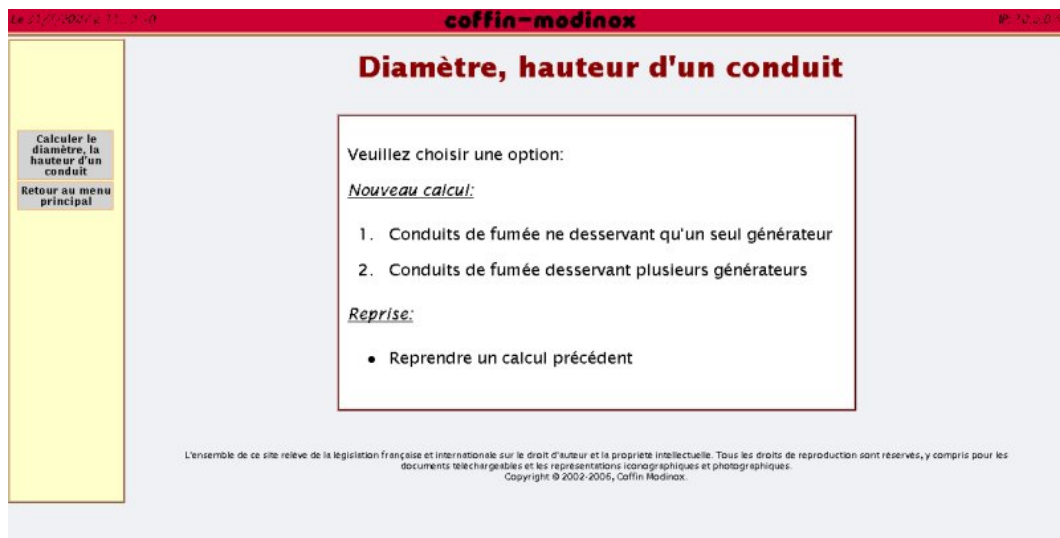 Le
coffin-modinox
IP:
Diamètre, hauteur d'un conduit
Calculer le
diamètre, la
hauteur d'un
conduit
Retour au menu
principal
Veuillez choisir une option:
Nouveau calcul:
1. Conduits de fumée ne desservant qu'un seul générateur
2. Conduits de fumée desservant plusieurs générateurs
Reprise:
• Reprendre un calcul précédent
L'ensemble de ce site relève de la législation française et internationale sur le droit d'auteur et la propriété intellectuelle. Tous les droits de reproduction sont réservés, y compris pour les
documents téléchargeables et les représentations iconographiques et photographiques.
Copyright © 2002-2006, Coffin Modinox.